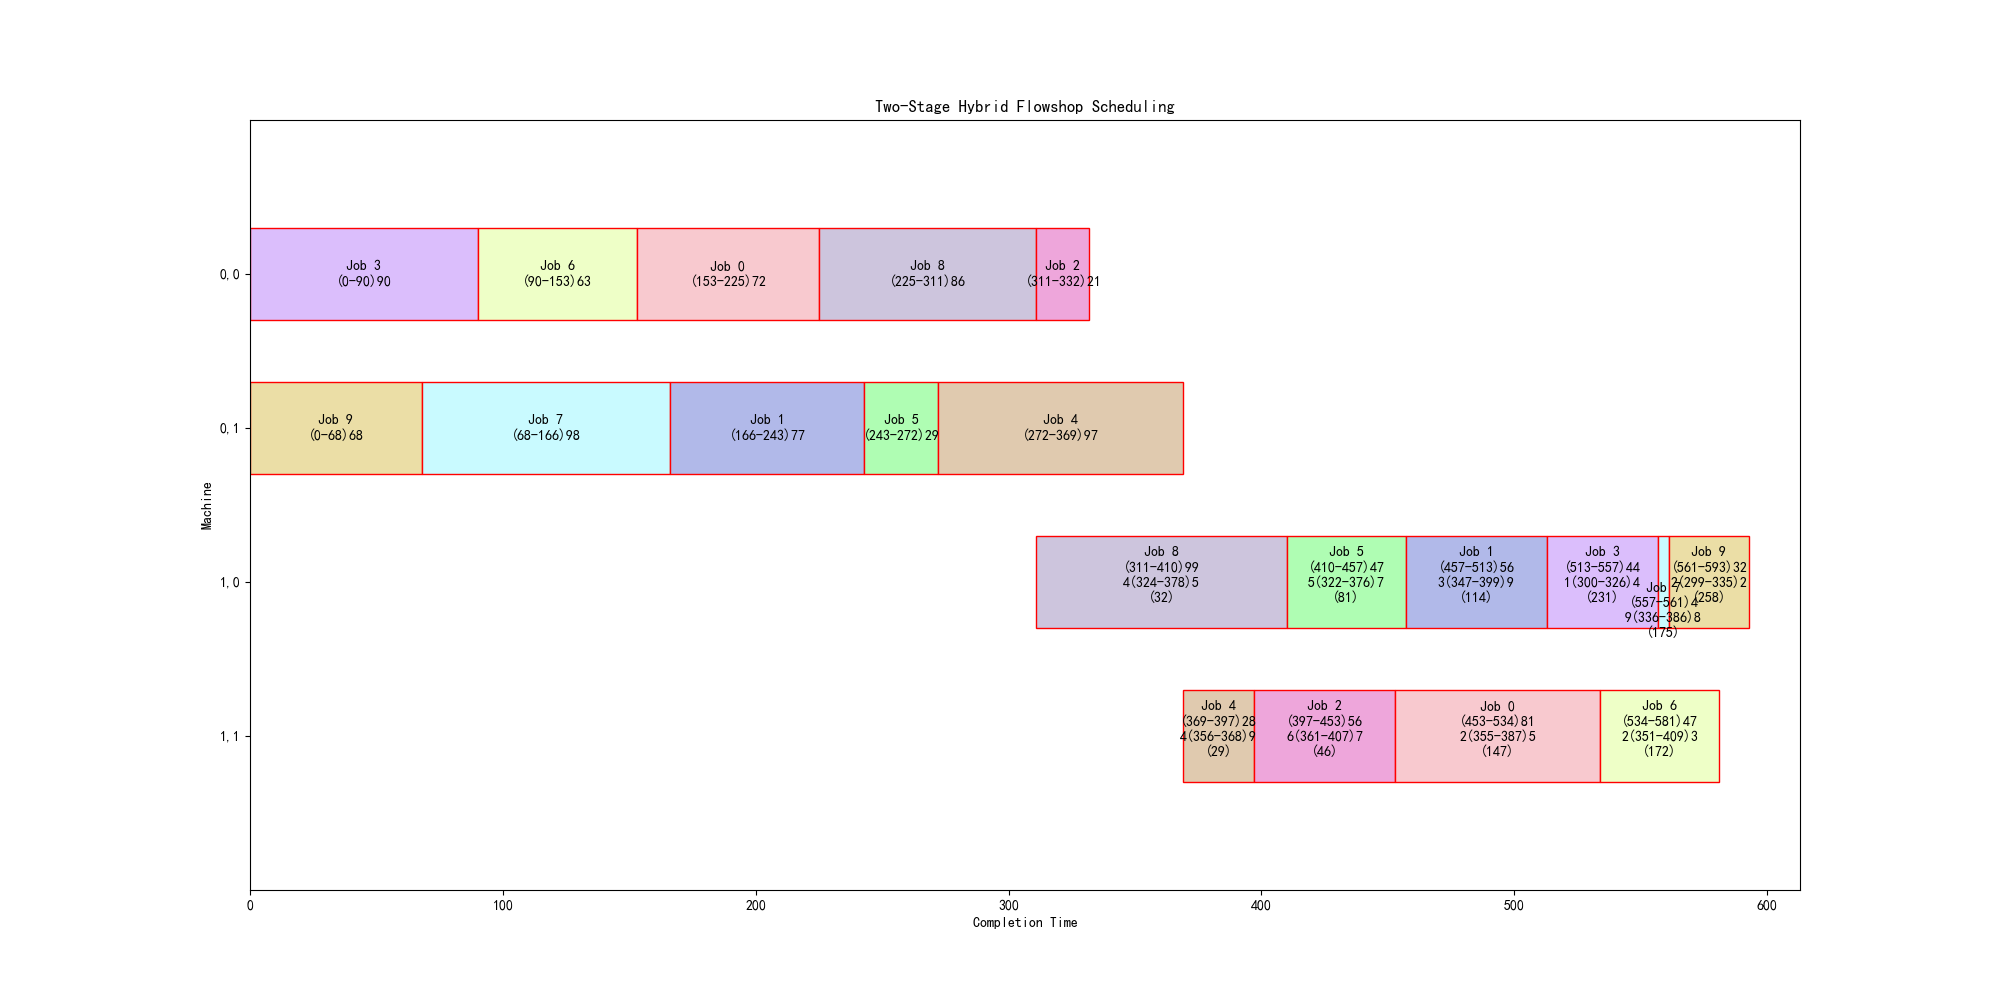 Two-Stage Hybrid Flowshop Scheduling
Machine
0,0
Job 3
(0-90)90
Job 6
(90-153)63
Job 0
(153-225)72
Job 8
(225-311)86
Job 2
(311-332)21
0,1
Job 9
(0-68)68
Job 7
(68-166)98
Job 1
(166-243)77
Job 5
(243-272)29
Job 4
(272-369)97
1,0
Job 8
(311-410)99
4(324-378)5
(32)
Job 5
(410-457)47
5(322-376)7
(81)
Job 1
(457-513)56
3(347-399)9
(114)
Job 3
(513-557)44
1(300-326)4
(231)
Job 7
(557-561)4
9(336-386)8
(175)
Job 9
(561-593)32
2(299-335)2
(258)
1,1
Job 4
(369-397)28
4(356-368)9
(29)
Job 2
(397-453)56
6(361-407)7
(46)
Job 0
(453-534)81
2(355-387)5
(147)
Job 6
(534-581)47
2(351-409)3
(172)
0
100
200
300
400
500
600
Completion Time